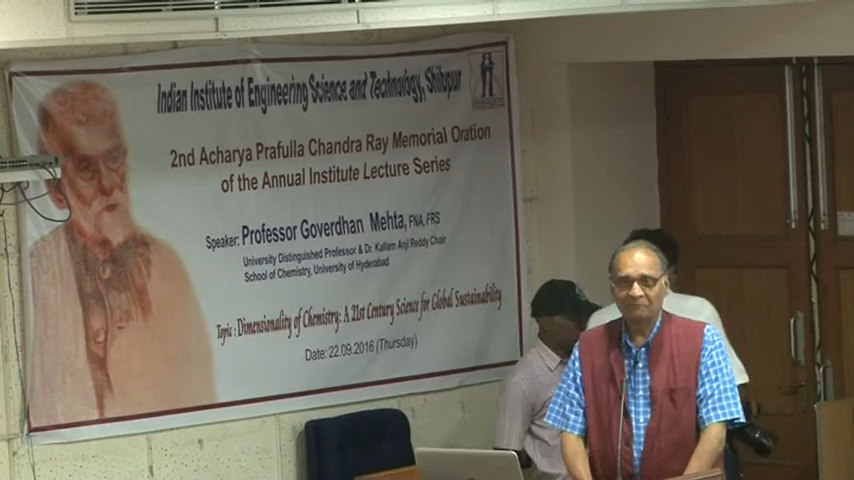 Indian Institute of Engineering Science and Technology, Shibpur
2nd Acharya Prafulla Chandra Ray Memorial Oration
of the Annual Institute Lecture Series
Speaker: Professor Goverdhan Mehta, FNA, FRS
University Distinguished Professor & Dr. Kallam Anji Reddy Chair
School of Chemistry, University of Hyderabad
Topic : Dimensionality of Chemistry: A 21st Century Science for Global Sustainability
Date: 22.09.2016 (Thursday)